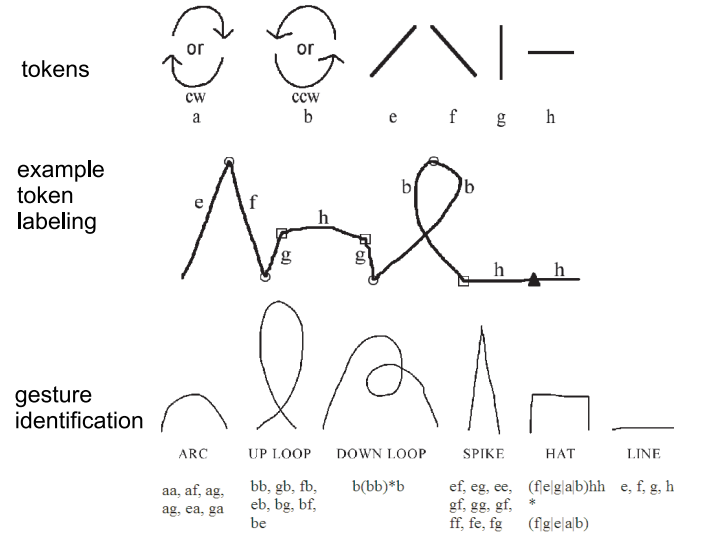 tokens
or
cw
a
or
ccw
b
e
f
g
h
example
token
labeling
e
f
g
h
g
b
b
h
h
gesture
identification
ARC
UP LOOP
DOWN LOOP
SPIKE
HAT
LINE
aa, af, ag,
ag, ea, ga
bb, gb, fb,
eb, bg, bf,
be
b(bb)*b
ef, eg, ee,
gf, gg, gf,
ff, fe, fg
(f|e|g|a|b)hh
*
(f|g|e|a|b)
e, f, g, h